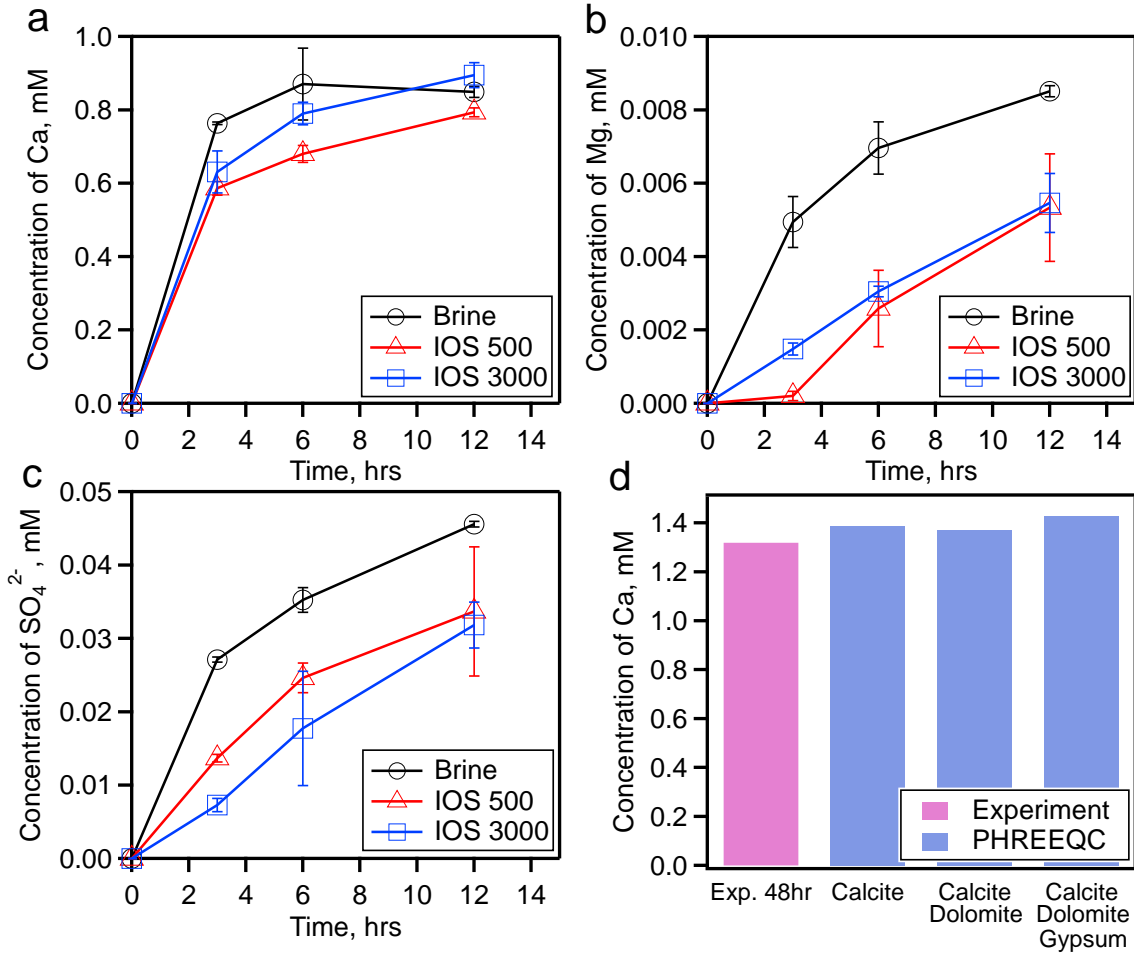 a
Concentration of Ca, mM
1.0
0.8
0.6
0.4
0.2
0.0
0 2 4 6 8 10 12 14
Time, hrs
Brine
IOS 500
IOS 3000
b
Concentration of Mg, mM
0.010
0.008
0.006
0.004
0.002
0.000
0 2 4 6 8 10 12 14
Time, hrs
Brine
IOS 500
IOS 3000
c
Concentration of SO₄²⁻, mM
0.05
0.04
0.03
0.02
0.01
0.00
0 2 4 6 8 10 12 14
Time, hrs
Brine
IOS 500
IOS 3000
d
Concentration of Ca, mM
1.4
1.2
1.0
0.8
0.6
0.4
0.2
0.0
Experiment
PHREEQC
Exp. 48hr
Calcite
Calcite
Dolomite
Calcite
Dolomite
Gypsum